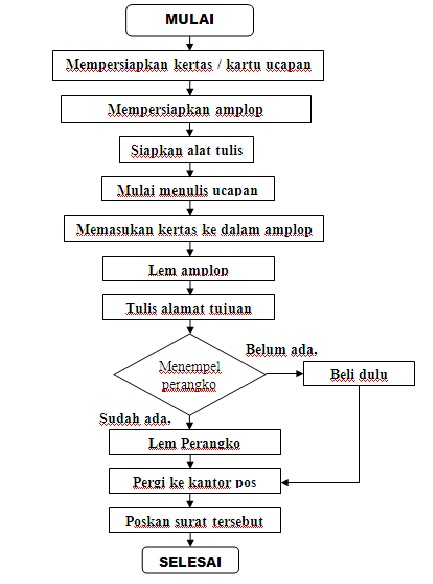 MULAI
Mempersiapkan kertas / kartu ucapan
Mempersiapkan amplop
Siapkan alat tulis
Mulai menulis ucapan
Memasukan kertas ke dalam amplop
Lem amplop
Tulis alamat tujuan
Belum ada,
Menempel
perangko
Beli dulu
Sudah ada,
Lem Perangko
Pergi ke kantor pos
Poskan surat tersebut
SELESAI